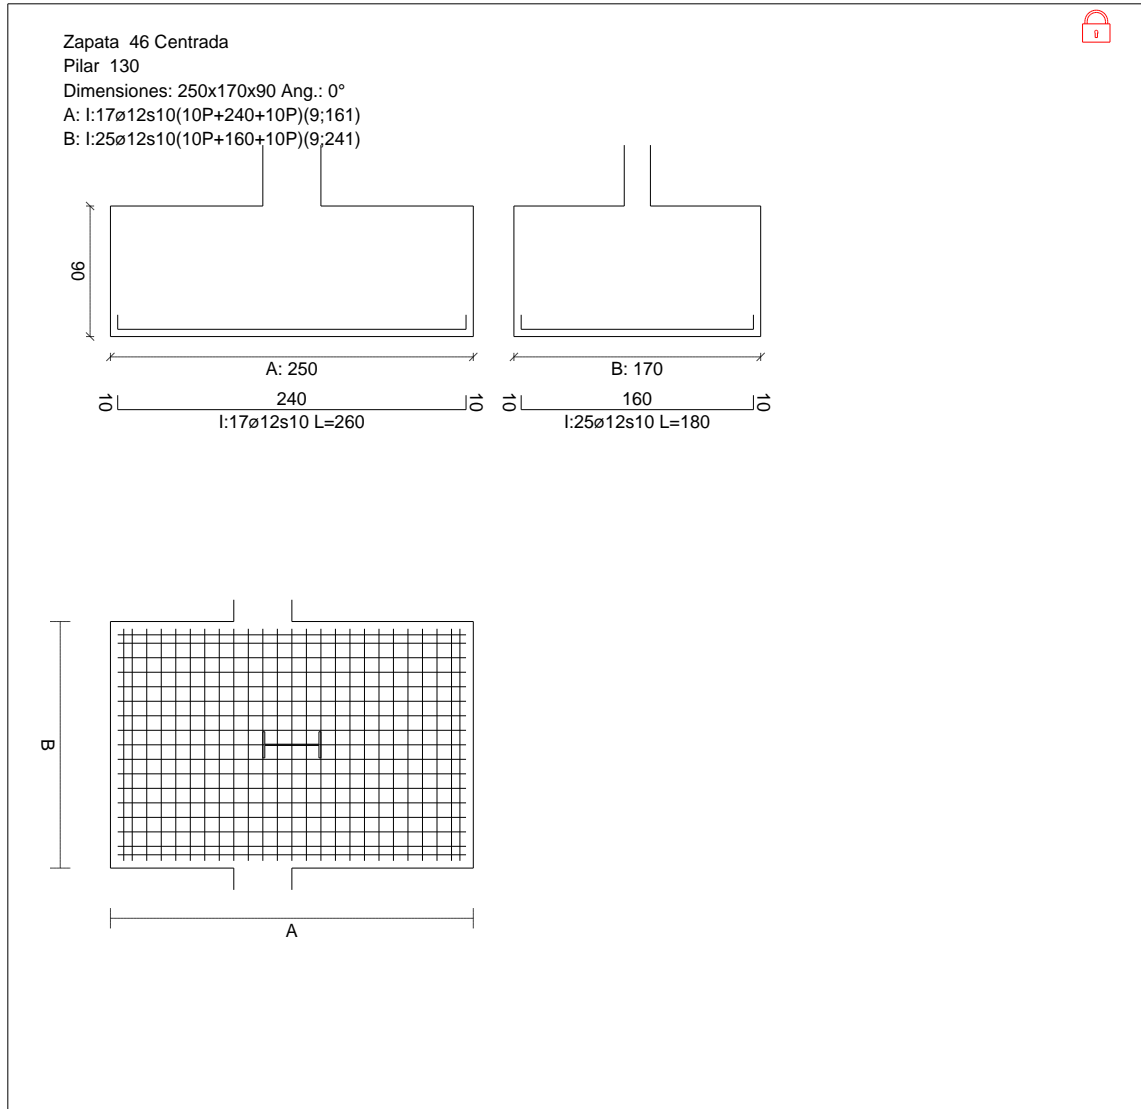 Zapata 46 Centrada
Pilar 130
Dimensiones: 250x170x90 Ang.: 0°
A: I:17ø12s10(10P+240+10P)(9;161)
B: I:25ø12s10(10P+160+10P)(9;241)
90
A: 250
B: 170
10 240 10
10 160 10
I:17ø12s10 L=260
I:25ø12s10 L=180
B
A